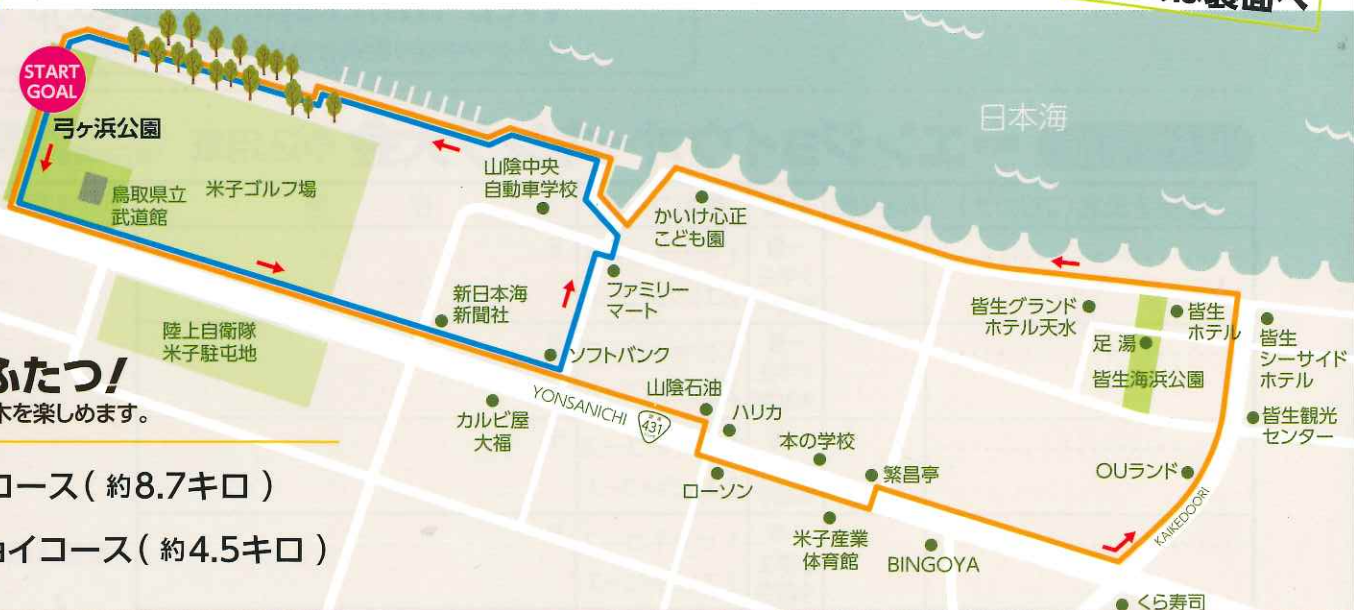 裏面へ
START
GOAL
弓ヶ浜公園
鳥取県立
武道館
米子ゴルフ場
山陰中央
自動車学校
日本海
かいけ心正
こども園
ファミリー
マート
新日本海
新聞社
ソフトバンク
陸上自衛隊
米子駐屯地
皆生グランド
ホテル天水
皆生
ホテル
足湯
皆生海浜公園
皆生
シーサイド
ホテル
皆生観光
センター
OUランド
KAIKEDOORI
YONSANICHI
431
山陰石油
ハリカ
カルビ屋
大福
本の学校
ローソン
繁昌亭
米子産業
体育館
BINGOYA
くら寿司
ふたつ!
木を楽しめます。
コース(約8.7キロ)
ョイコース(約4.5キロ)